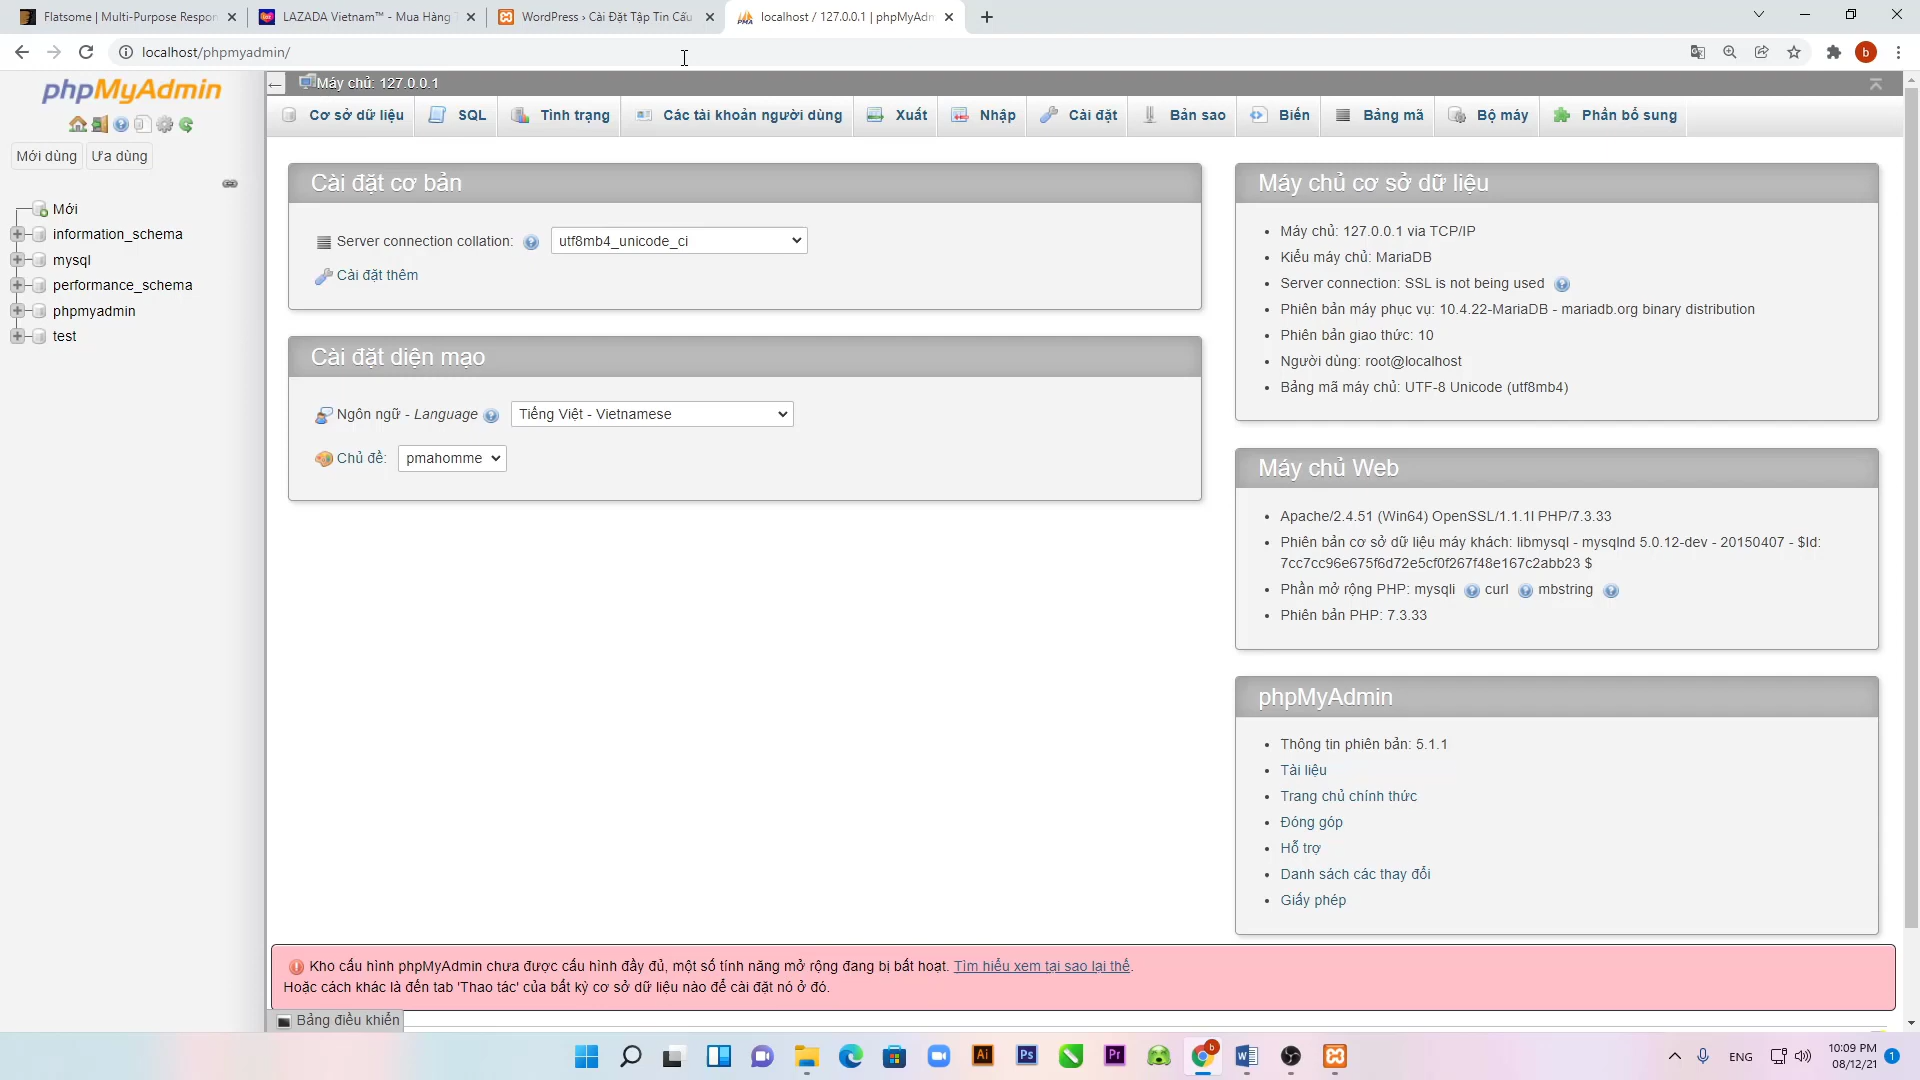 Flatsome | Multi-Purpose Respon
LAZADA Vietnam™ - Mua Hàng T
WordPress › Cài Đặt Tập Tin Cấu
localhost / 127.0.0.1 | phpMyAdm
localhost/phpmyadmin/
b
phpMyAdmin
Máy chủ: 127.0.0.1
Cơ sở dữ liệu
SQL
Tình trạng
Các tài khoản người dùng
Xuất
Nhập
Cài đặt
Bản sao
Biến
Bảng mã
Bộ máy
Phần bổ sung
Mới dùng
Ưa dùng
Mới
information_schema
mysql
performance_schema
phpmyadmin
test
Cài đặt cơ bản
Server connection collation:
utf8mb4_unicode_ci
Cài đặt thêm
Cài đặt diện mạo
Ngôn ngữ - Language
Tiếng Việt - Vietnamese
Chủ đề:
pmahomme
Máy chủ cơ sở dữ liệu
Máy chủ: 127.0.0.1 via TCP/IP
Kiểu máy chủ: MariaDB
Server connection: SSL is not being used
Phiên bản máy phục vụ: 10.4.22-MariaDB - mariadb.org binary distribution
Phiên bản giao thức: 10
Người dùng: root@localhost
Bảng mã máy chủ: UTF-8 Unicode (utf8mb4)
Máy chủ Web
Apache/2.4.51 (Win64) OpenSSL/1.1.1l PHP/7.3.33
Phiên bản cơ sở dữ liệu máy khách: libmysql - mysqlnd 5.0.12-dev - 20150407 - $Id:
7cc7cc96e675f6d72e5cf0f267f48e167c2abb23 $
Phần mở rộng PHP: mysqli curl mbstring
Phiên bản PHP: 7.3.33
phpMyAdmin
Thông tin phiên bản: 5.1.1
Tài liệu
Trang chủ chính thức
Đóng góp
Hỗ trợ
Danh sách các thay đổi
Giấy phép
Kho cấu hình phpMyAdmin chưa được cấu hình đầy đủ, một số tính năng mở rộng đang bị bất hoạt. Tìm hiểu xem tại sao lại thế.
Hoặc cách khác là đến tab 'Thao tác' của bất kỳ cơ sở dữ liệu nào để cài đặt nó ở đó.
Bảng điều khiển
Ai
Ps
Pr
b
ENG
10:09 PM
08/12/21
1